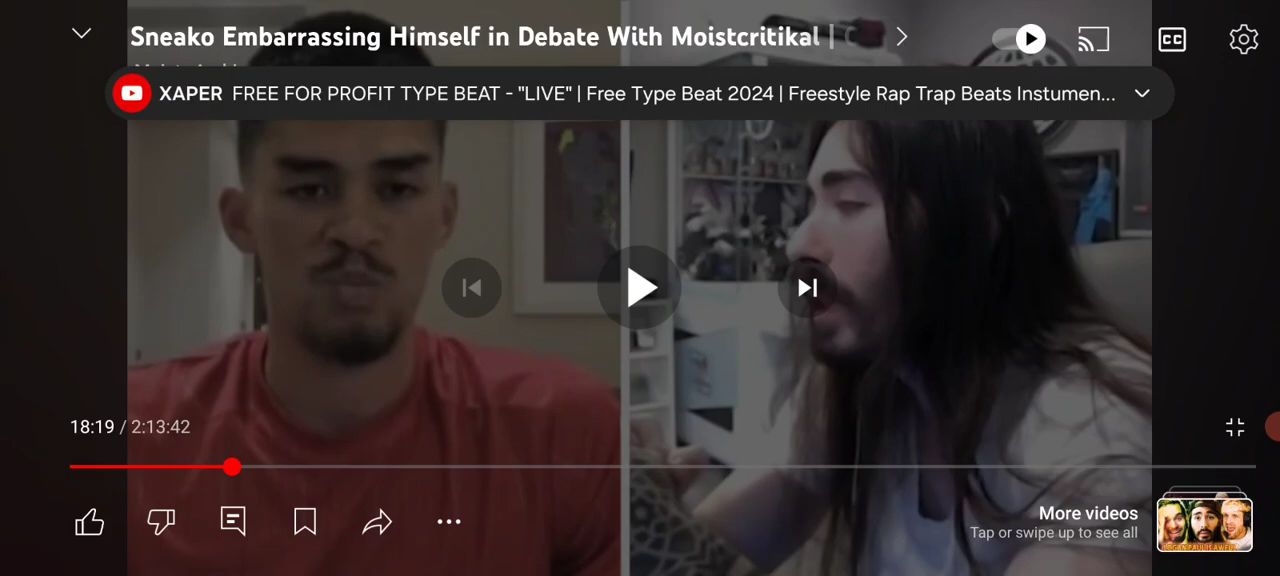 Sneako Embarrassing Himself in Debate With Moistcritikal |
XAPER FREE FOR PROFIT TYPE BEAT - "LIVE" | Free Type Beat 2024 | Freestyle Rap Trap Beats Instumen...
CC
18:19 / 2:13:42
More videos
Tap or swipe up to see all